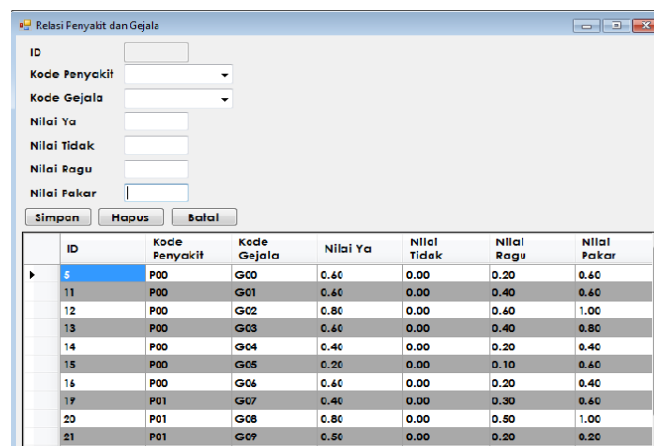 Relasi Penyakit dan Gejala
ID
Kode Penyakit
Kode Gejala
Nilai Ya
Nilai Tidak
Nilai Ragu
Nilai Pakar
Simpan Hapus Batal
ID Kode Penyakit Kode Gejala Nilai Ya Nilai Tidak Nilai Ragu Nilai Pakar
5 P00 G00 0.60 0.00 0.20 0.60
11 P00 G01 0.60 0.00 0.40 0.60
12 P00 G02 0.80 0.00 0.60 1.00
13 P00 G03 0.60 0.00 0.40 0.80
14 P00 G04 0.40 0.00 0.20 0.40
15 P00 G05 0.20 0.00 0.10 0.60
16 P00 G06 0.60 0.00 0.20 0.40
19 P01 G07 0.40 0.00 0.30 0.60
20 P01 G08 0.80 0.00 0.50 1.00
21 P01 G09 0.50 0.00 0.20 0.20